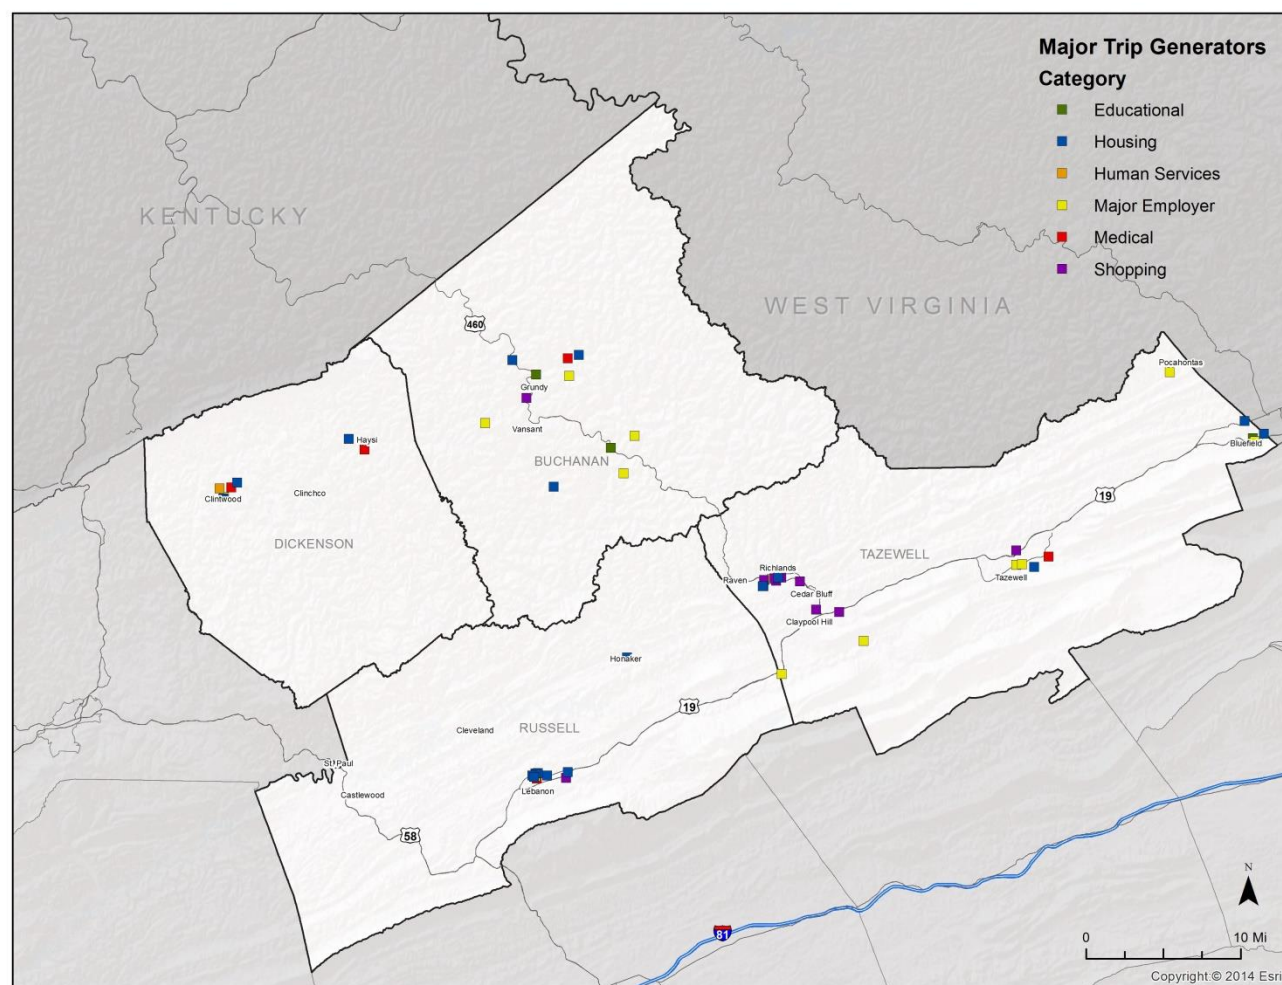 Major Trip Generators
Category
Educational
Housing
Human Services
Major Employer
Medical
Shopping
KENTUCKY
WEST VIRGINIA
460
Pocahontas
Grundy
Vansant
Haysi
Bluefield
BUCHANAN
Clintwood
Clinchco
19
DICKENSON
TAZEWELL
Richlands
Raven
Tazewell
Cedar Bluff
Claypool Hill
Honaker
19
Cleveland
RUSSELL
St. Paul
Castlewood
Lebanon
58
N
81
0
10 Mi
Copyright:© 2014 Esri